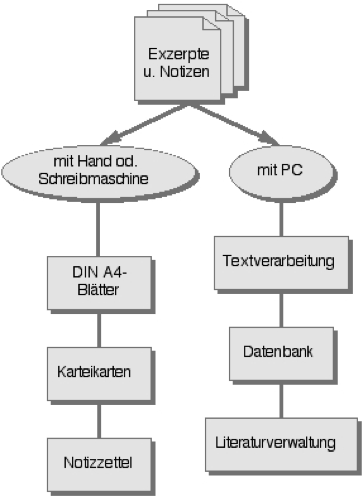 Exzerpte
u. Notizen
mit Hand od.
Schreibmaschine
mit PC
DIN A4-
Blätter
Textverarbeitung
Karteikarten
Datenbank
Notizzettel
Literaturverwaltung